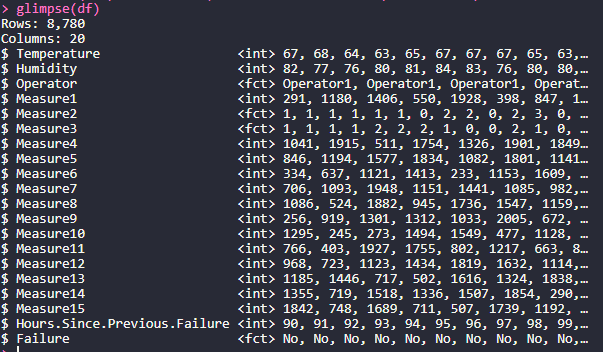 > glimpse(df)
Rows: 8,780
Columns: 20
$ Temperature <int> 67, 68, 64, 63, 65, 67, 67, 67, 65, 63,…
$ Humidity <int> 82, 77, 76, 80, 81, 84, 83, 76, 80, 80,…
$ Operator <fct> Operator1, Operator1, Operator1, Operat…
$ Measure1 <int> 291, 1180, 1406, 550, 1928, 398, 847, 1…
$ Measure2 <fct> 1, 1, 1, 1, 1, 0, 2, 2, 0, 2, 3, 0, …
$ Measure3 <fct> 1, 1, 1, 1, 2, 2, 2, 1, 0, 0, 2, 1, 0, …
$ Measure4 <int> 1041, 1915, 511, 1754, 1326, 1901, 1849…
$ Measure5 <int> 846, 1194, 1577, 1834, 1082, 1801, 1141…
$ Measure6 <int> 334, 637, 1121, 1413, 233, 1153, 1609, …
$ Measure7 <int> 706, 1093, 1948, 1151, 1441, 1085, 982,…
$ Measure8 <int> 1086, 524, 1882, 945, 1736, 1547, 1159,…
$ Measure9 <int> 256, 919, 1301, 1312, 1033, 2005, 672, …
$ Measure10 <int> 1295, 245, 273, 1494, 1549, 477, 1128, …
$ Measure11 <int> 766, 403, 1927, 1755, 802, 1217, 663, 8…
$ Measure12 <int> 968, 723, 1123, 1434, 1819, 1632, 1114,…
$ Measure13 <int> 1185, 1446, 717, 502, 1616, 1324, 1838,…
$ Measure14 <int> 1355, 719, 1518, 1336, 1507, 1854, 290,…
$ Measure15 <int> 1842, 748, 1689, 711, 507, 1739, 1192, …
$ Hours.Since.Previous.Failure <int> 90, 91, 92, 93, 94, 95, 96, 97, 98, 99,…
$ Failure <fct> No, No, No, No, No, No, No, No, No, No,…